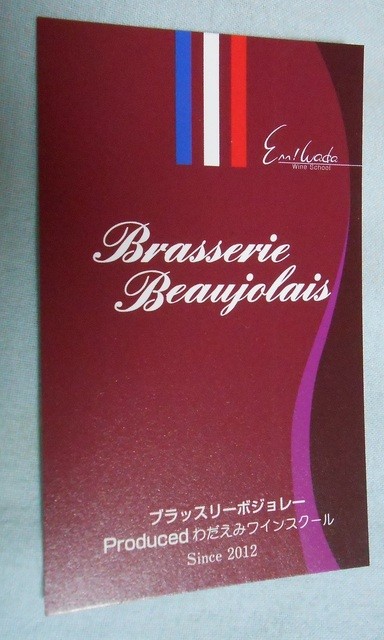 Emi Wada
Wine School
Brasserie
Beaujolais
ブラッスリーボジョレー
Produced わだえみワインスクール
Since 2012